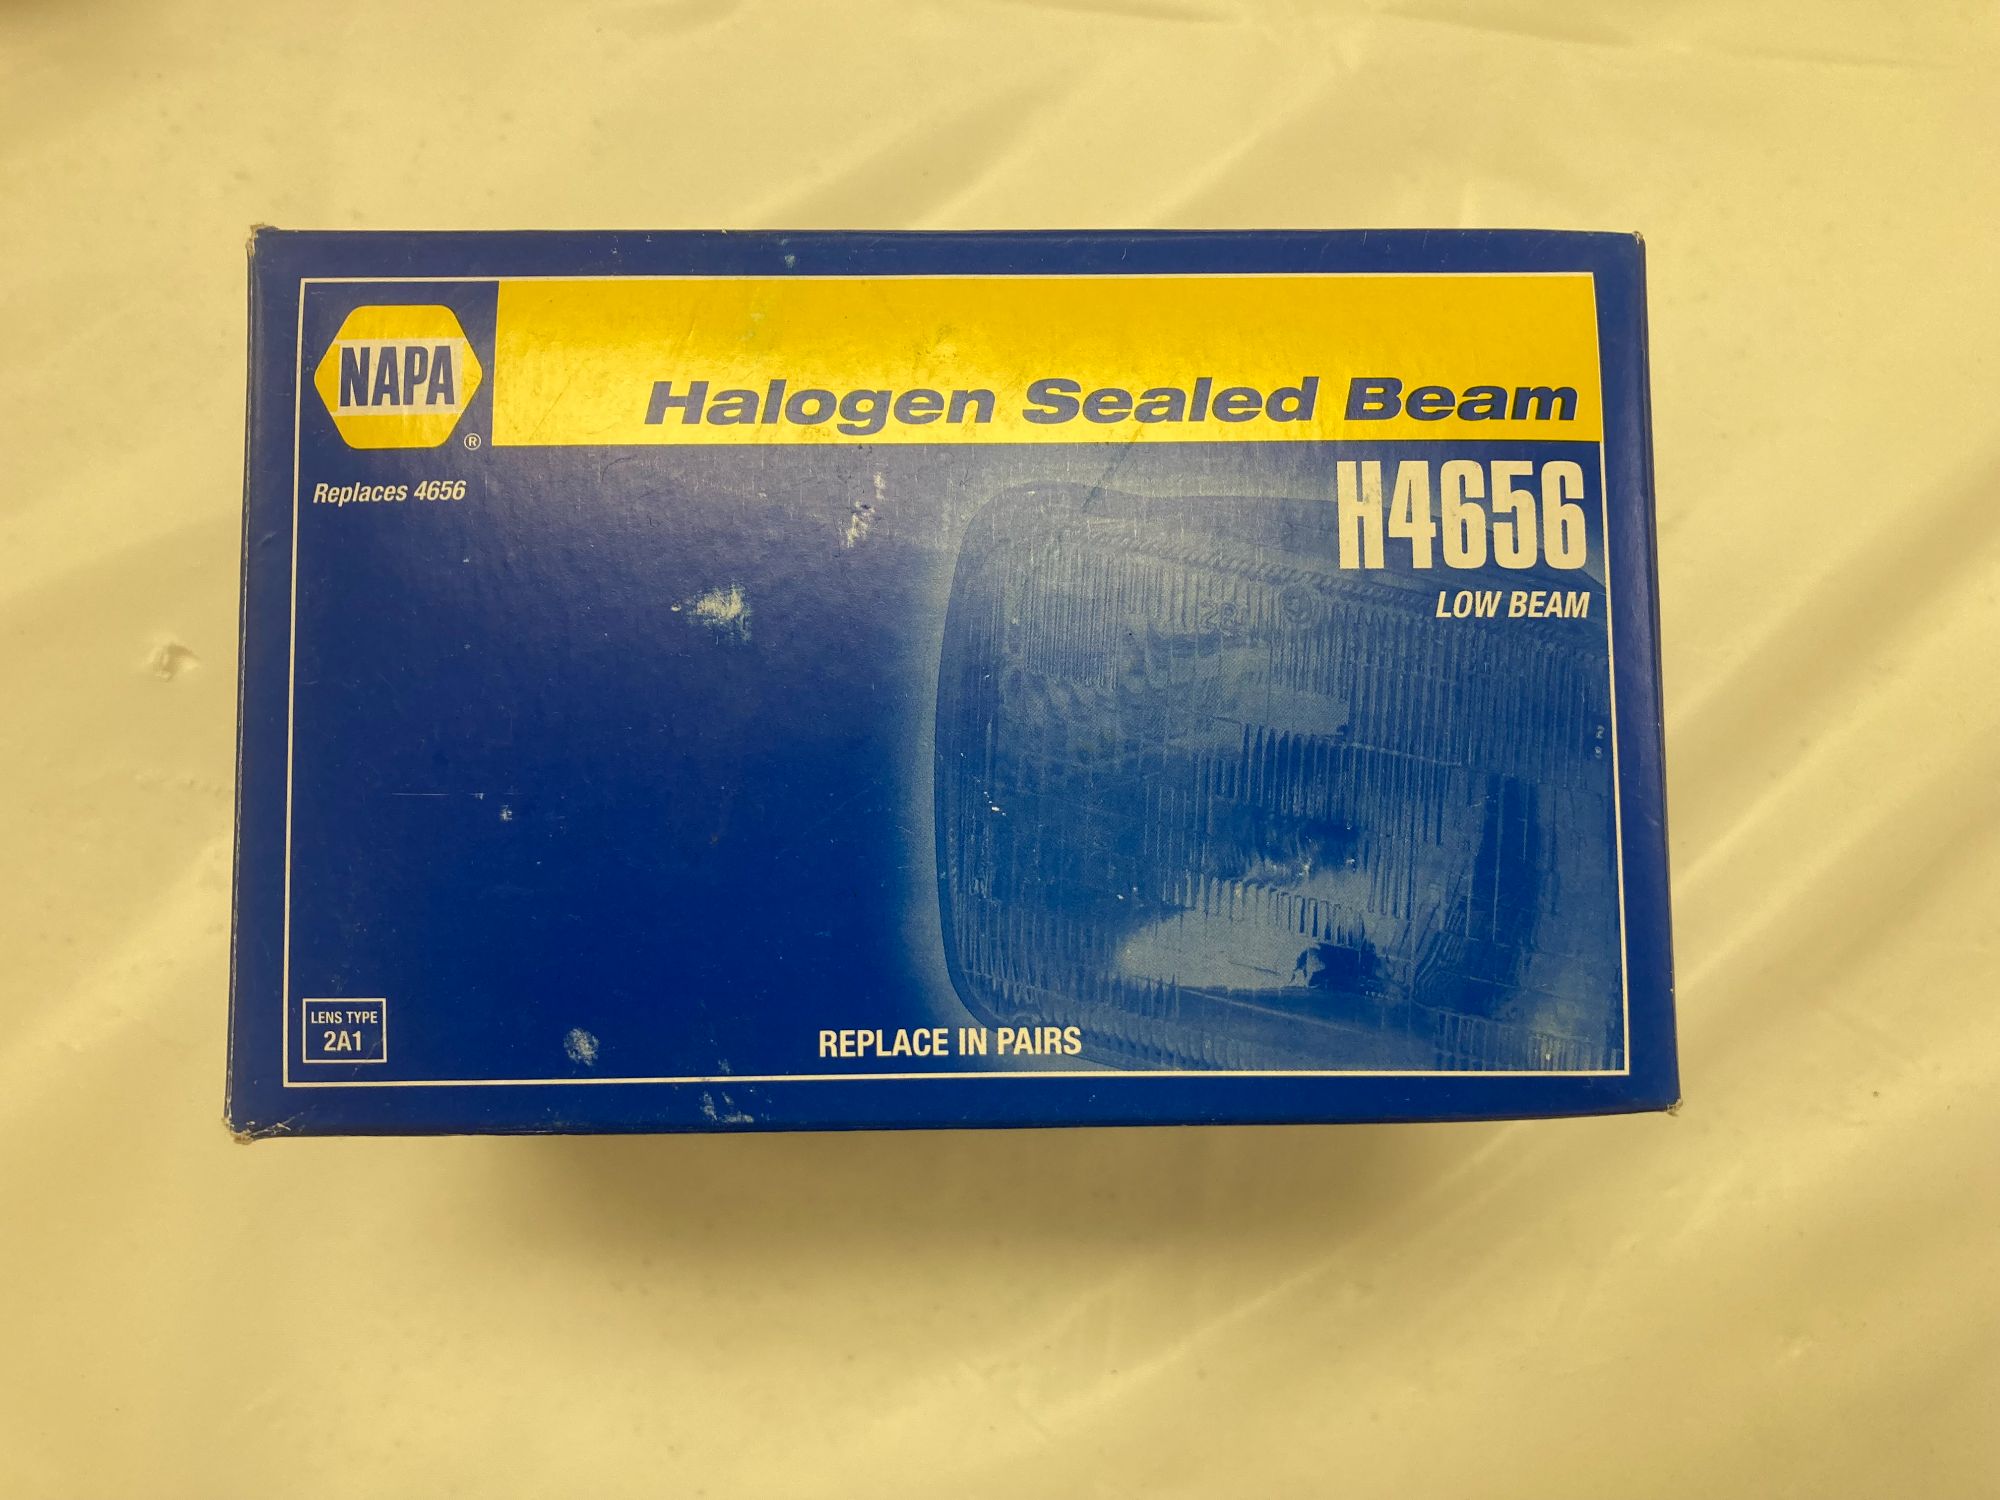 NAPA
®
Halogen Sealed Beam
Replaces 4656
H4656
LOW BEAM
LENS TYPE
2A1
REPLACE IN PAIRS